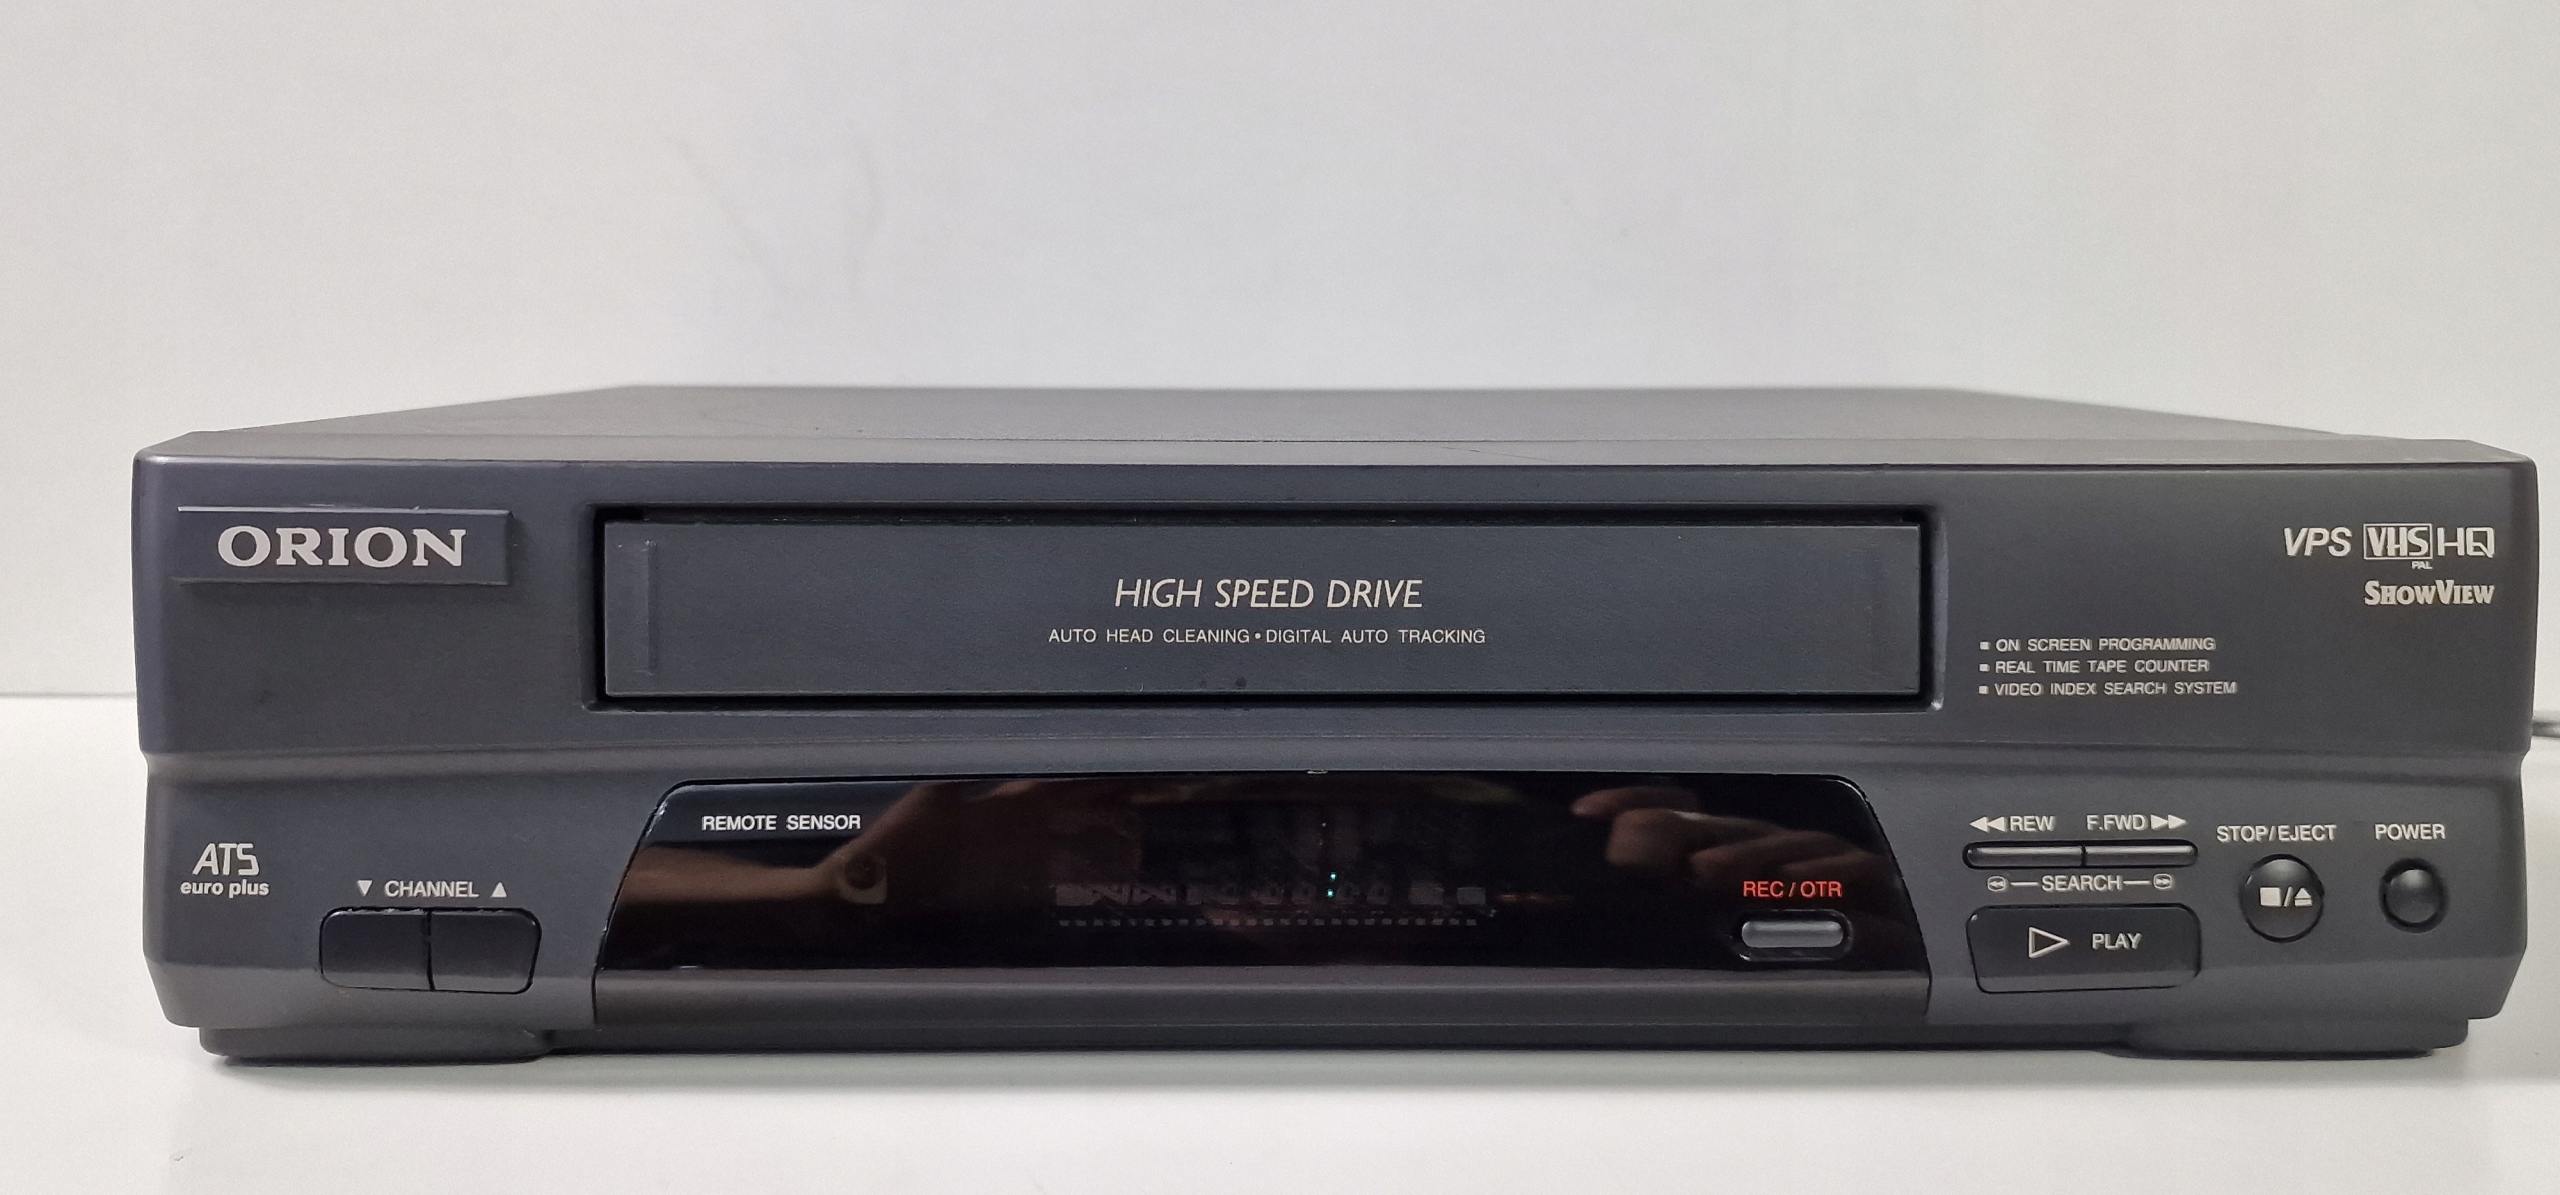 ORION
HIGH SPEED DRIVE
AUTO HEAD CLEANING • DIGITAL AUTO TRACKING
VPS VHS HQ
PAL
SHOWVIEW
■ ON SCREEN PROGRAMMING
■ REAL TIME TAPE COUNTER
■ VIDEO INDEX SEARCH SYSTEM
ATS
euro plus
▼ CHANNEL ▲
REMOTE SENSOR
REC / OTR
◀◀ REW F.FWD ▶▶
SEARCH
▷ PLAY
STOP/EJECT
■/⏏
POWER